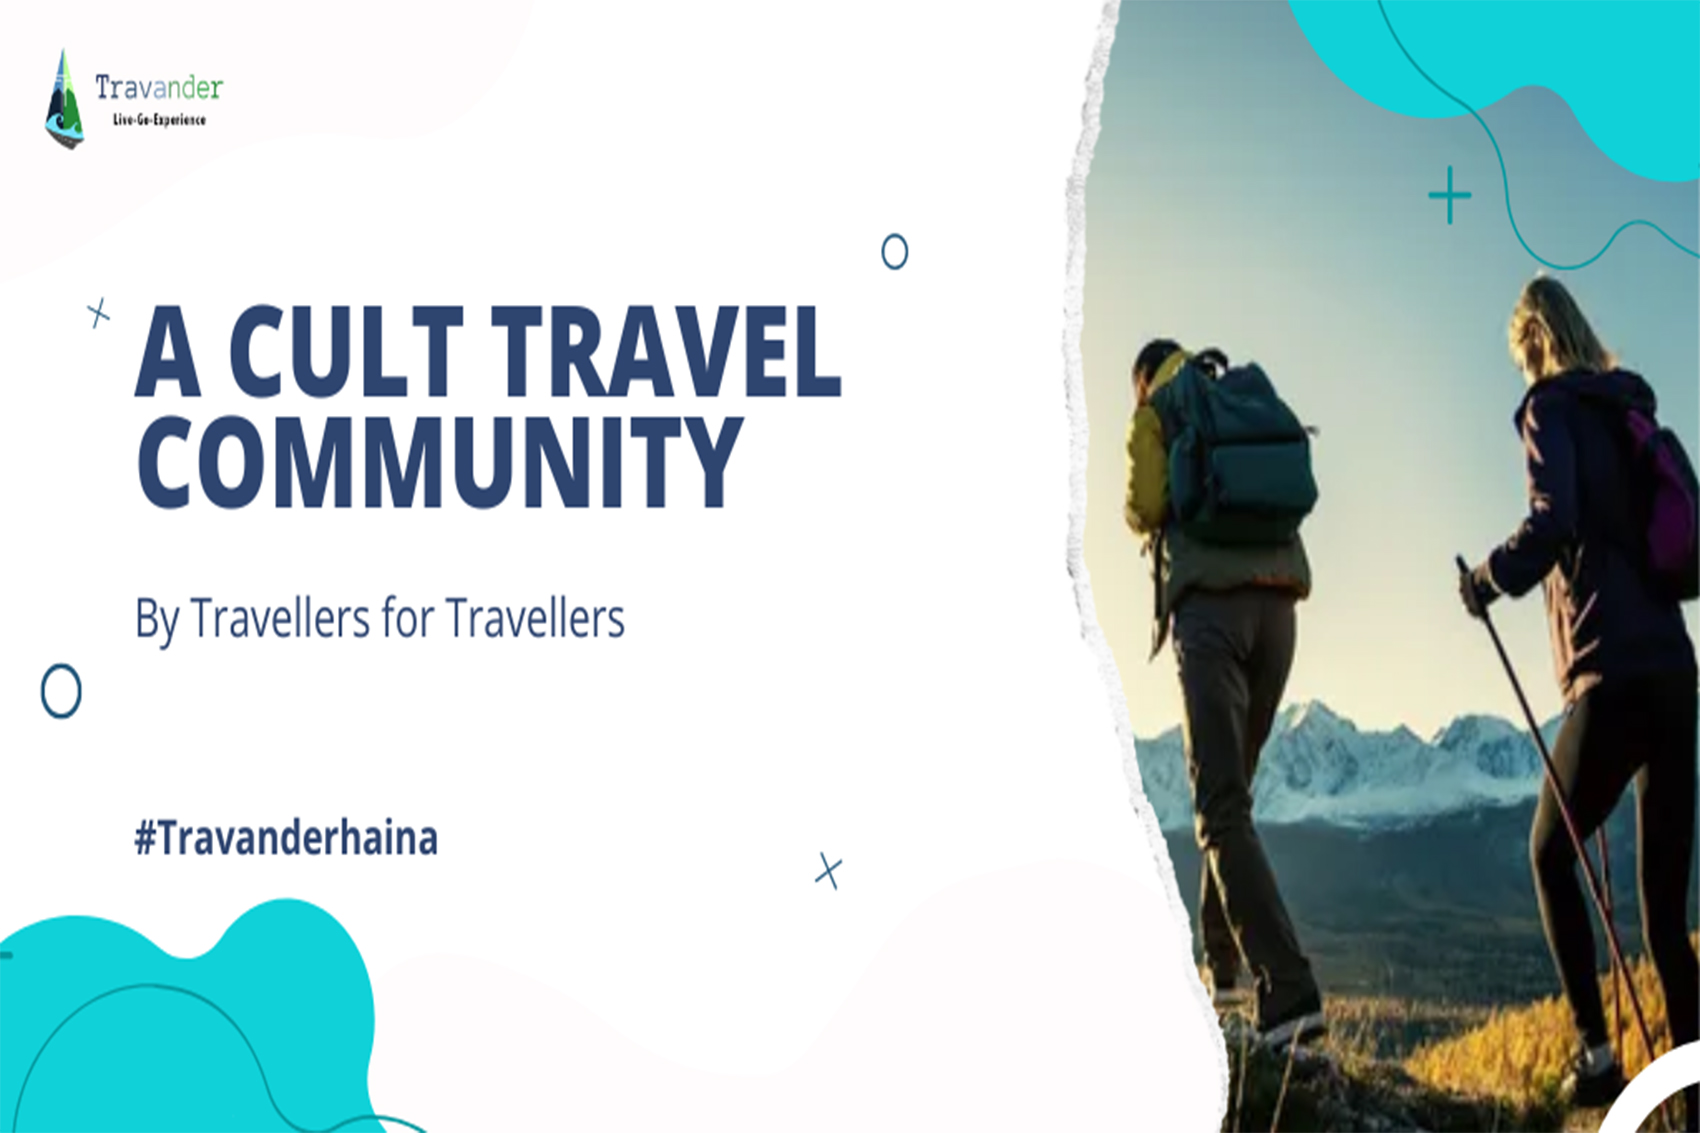 Travander
Live-Go-Experience
A CULT TRAVEL
COMMUNITY
By Travellers for Travellers
#Travanderhaina